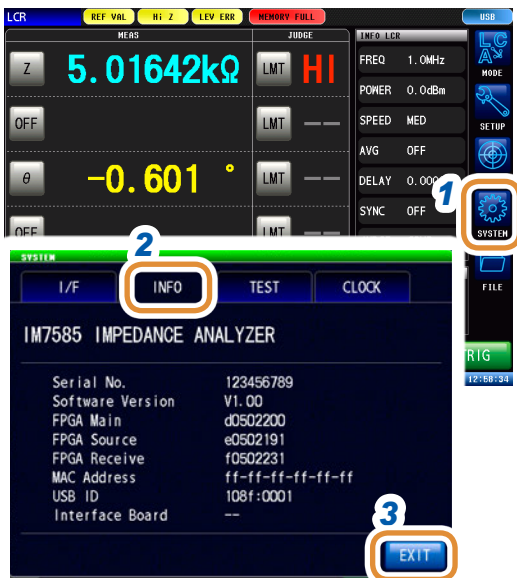 LCR REF VAL Hi Z LEV ERR MEMORY FULL USB
MEAS JUDGE INFO LCR
Z 5.01642kΩ LMT HI FREQ 1.0MHz
LC
A
MODE
POWER 0.0dBm
OFF LMT -- SPEED MED
SETUP
AVG OFF
θ -0.601 ° LMT -- DELAY 0.000
1
SYNC OFF
SYSTEM
OFF LMT
2
SYSTEM
I/F INFO TEST CLOCK
FILE
IM7585 IMPEDANCE ANALYZER
RIG
12:58:34
Serial No. 123456789
Software Version V1.00
FPGA Main d0502200
FPGA Source e0502191
FPGA Receive f0502231
MAC Address ff-ff-ff-ff-ff-ff
USB ID 108f:0001
Interface Board --
3
EXIT